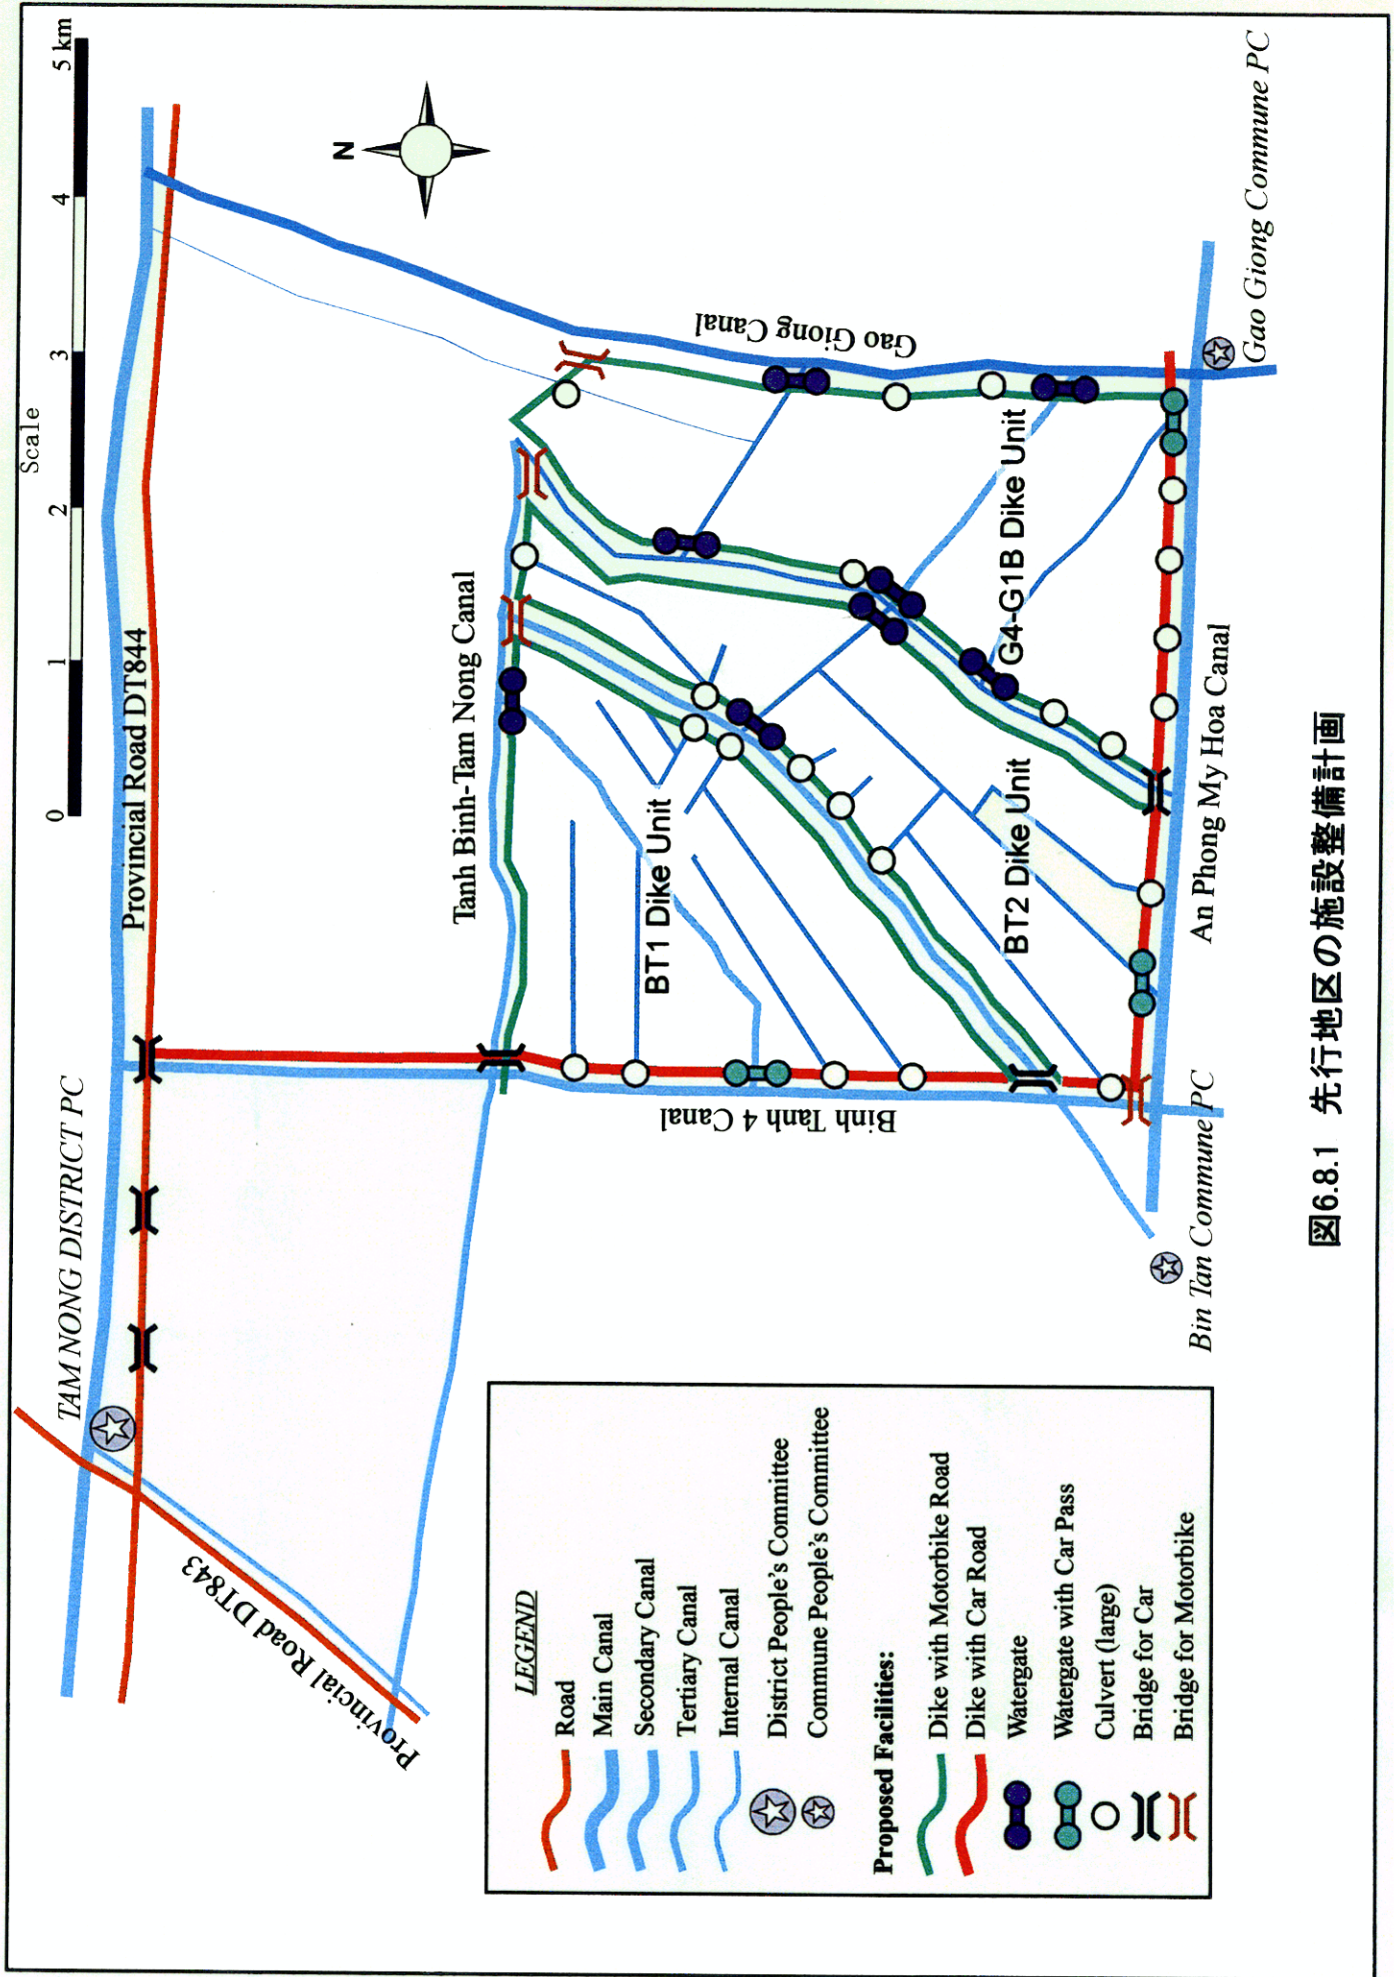 Scale
0 1 2 3 4 5 km
N
TAM NONG DISTRICT PC
Provincial Road DT844
Provincial Road DT843
Tanh Binh-Tam Nong Canal
Gao Giong Canal
Binh Tanh 4 Canal
BT1 Dike Unit
BT2 Dike Unit
G4-G1B Dike Unit
An Phong My Hoa Canal
Bin Tan Commune PC
Gao Giong Commune PC
LEGEND
Road
Main Canal
Secondary Canal
Tertiary Canal
Internal Canal
District People's Committee
Commune People's Committee
Proposed Facilities:
Dike with Motorbike Road
Dike with Car Road
Watergate
Watergate with Car Pass
Culvert (large)
Bridge for Car
Bridge for Motorbike
図6.8.1 先行地区の施設整備計画